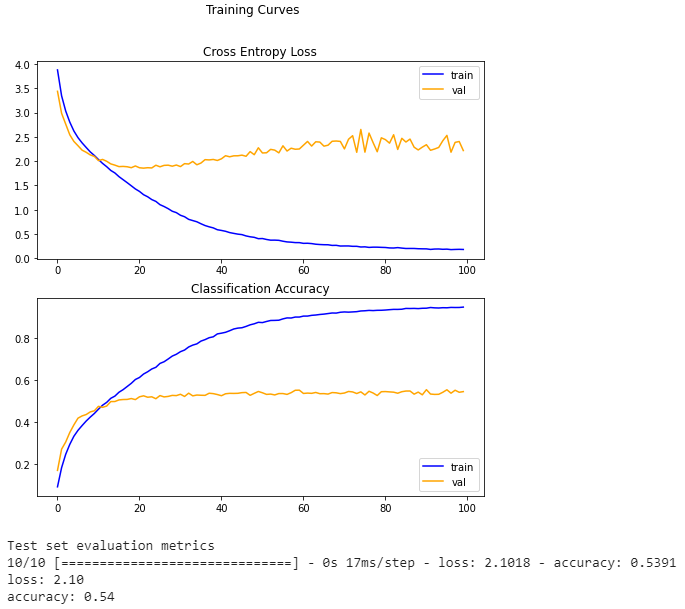 Training Curves
Cross Entropy Loss
4.0
3.5
3.0
2.5
2.0
1.5
1.0
0.5
0.0
train
val
0 20 40 60 80 100
Classification Accuracy
0.8
0.6
0.4
0.2
train
val
0 20 40 60 80 100
Test set evaluation metrics
10/10 [==============================] - 0s 17ms/step - loss: 2.1018 - accuracy: 0.5391
loss: 2.10
accuracy: 0.54